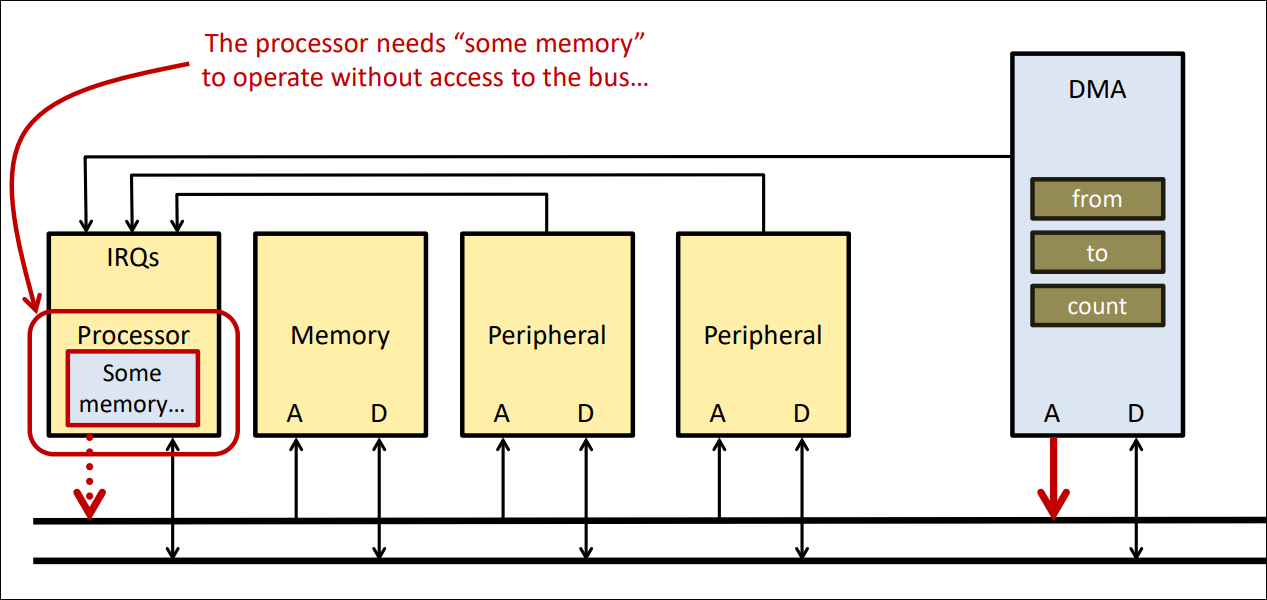 The processor needs “some memory”
to operate without access to the bus…
DMA
from
to
count
A D
IRQs
Processor
Some
memory…
Memory
A D
Peripheral
A D
Peripheral
A D